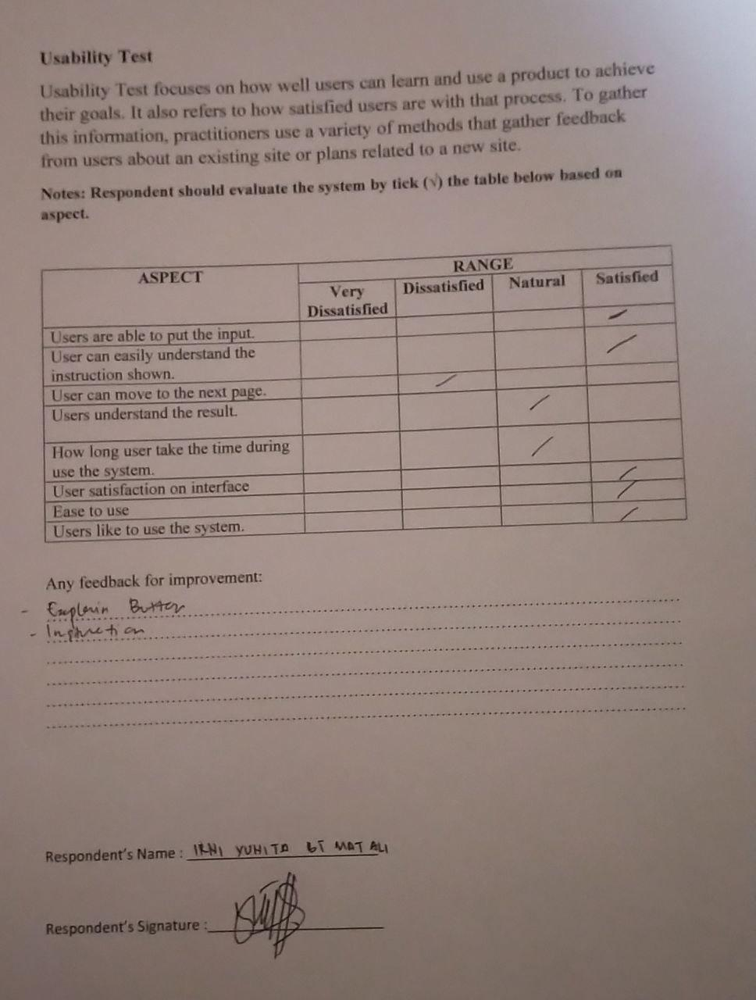 Usability Test
Usability Test focuses on how well users can learn and use a product to achieve
their goals. It also refers to how satisfied users are with that process. To gather
this information, practitioners use a variety of methods that gather feedback
from users about an existing site or plans related to a new site.
Notes: Respondent should evaluate the system by tick (√) the table below based on
aspect.
ASPECT
RANGE
Very
Dissatisfied
Dissatisfied
Natural
Satisfied
Users are able to put the input.
User can easily understand the
instruction shown.
User can move to the next page.
Users understand the result.
How long user take the time during
use the system.
User satisfaction on interface
Ease to use
Users like to use the system.
Any feedback for improvement:
- Explain
-
Respondent's Name : YUHITA BT MAT ALI
Respondent's Signature :